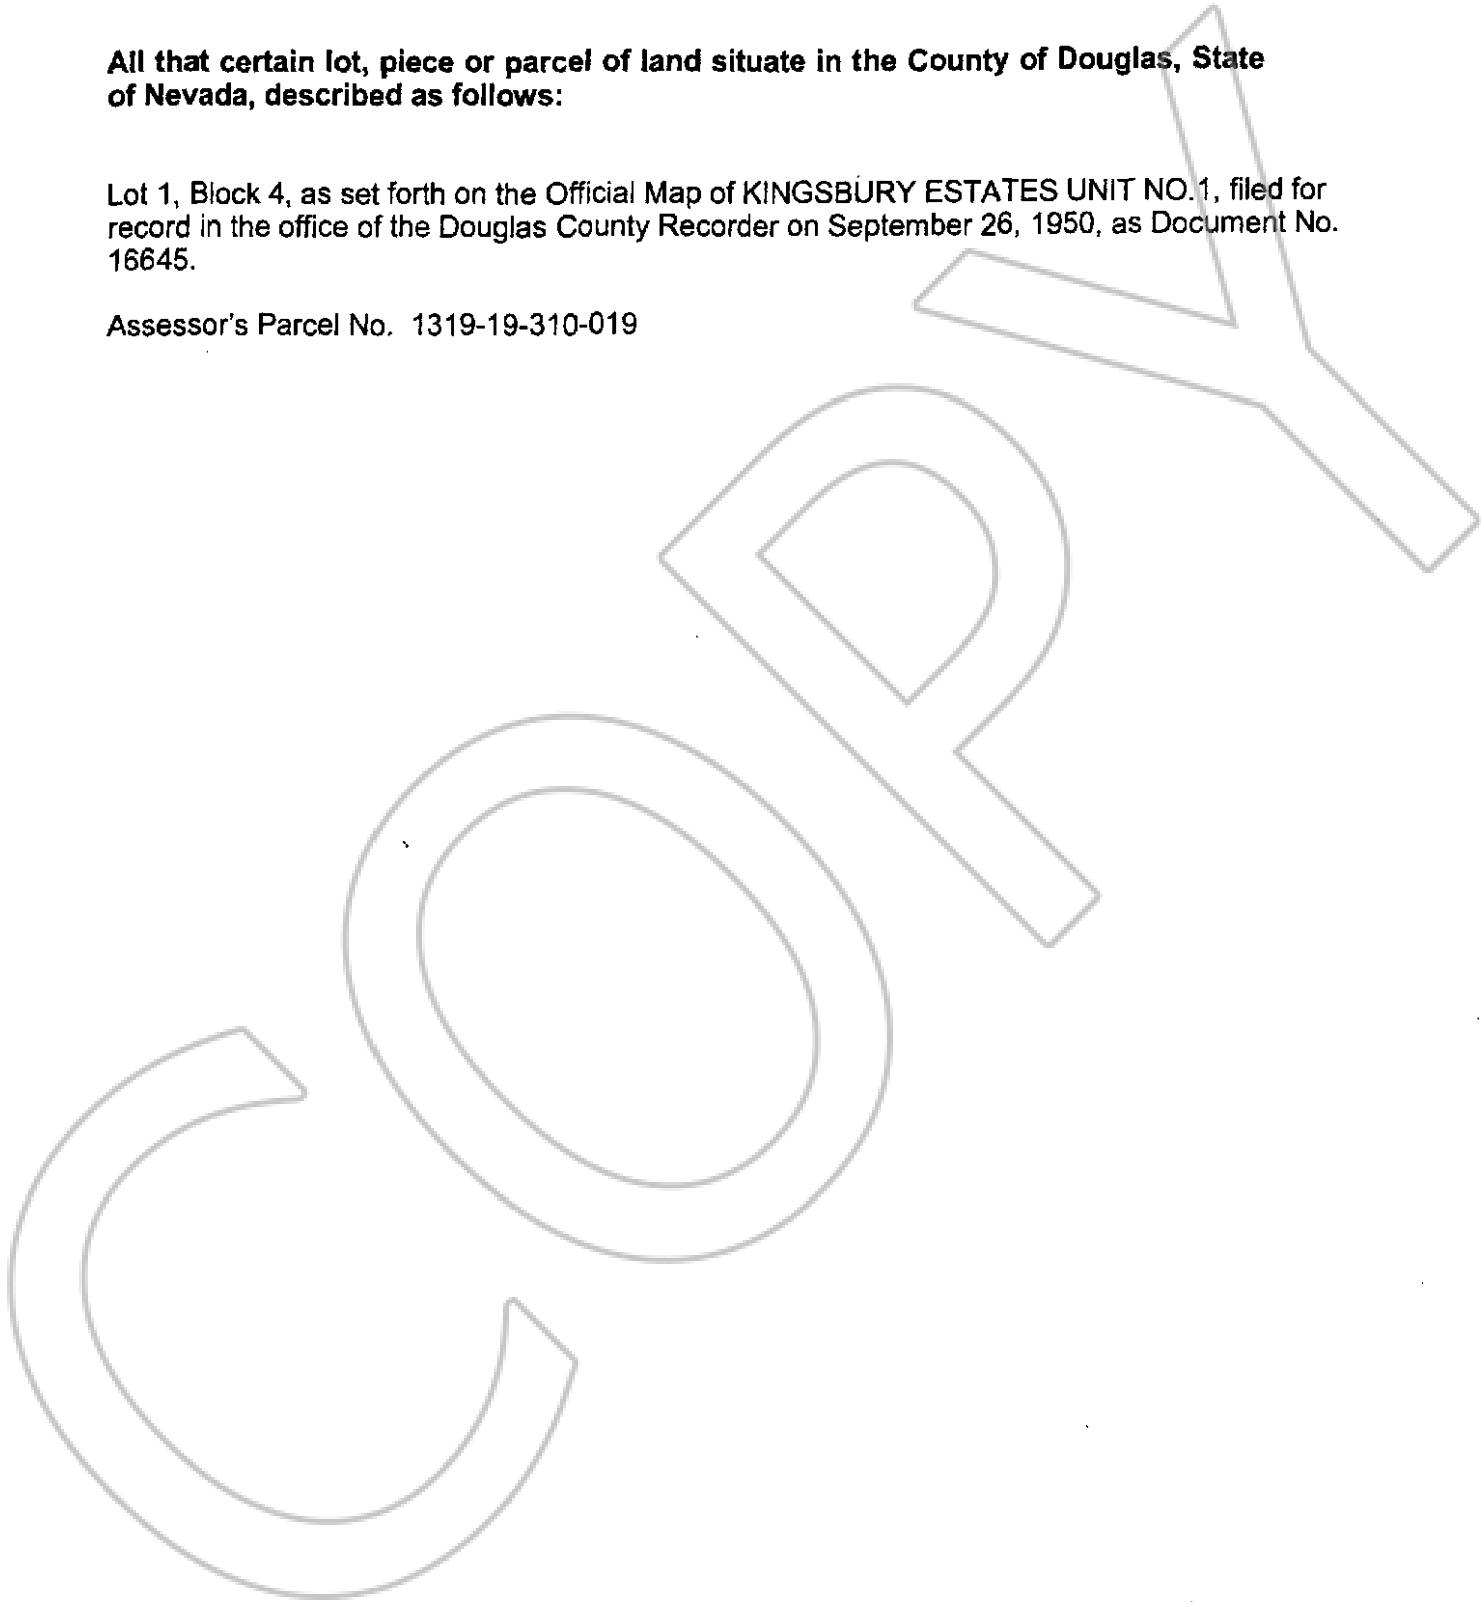 All that certain lot, piece or parcel of land situate in the County of Douglas, State
of Nevada, described as follows:
Lot 1, Block 4, as set forth on the Official Map of KINGSBURY ESTATES UNIT NO.1, filed for
record in the office of the Douglas County Recorder on September 26, 1950, as Document No.
16645.
Assessor's Parcel No. 1319-19-310-019
COPY